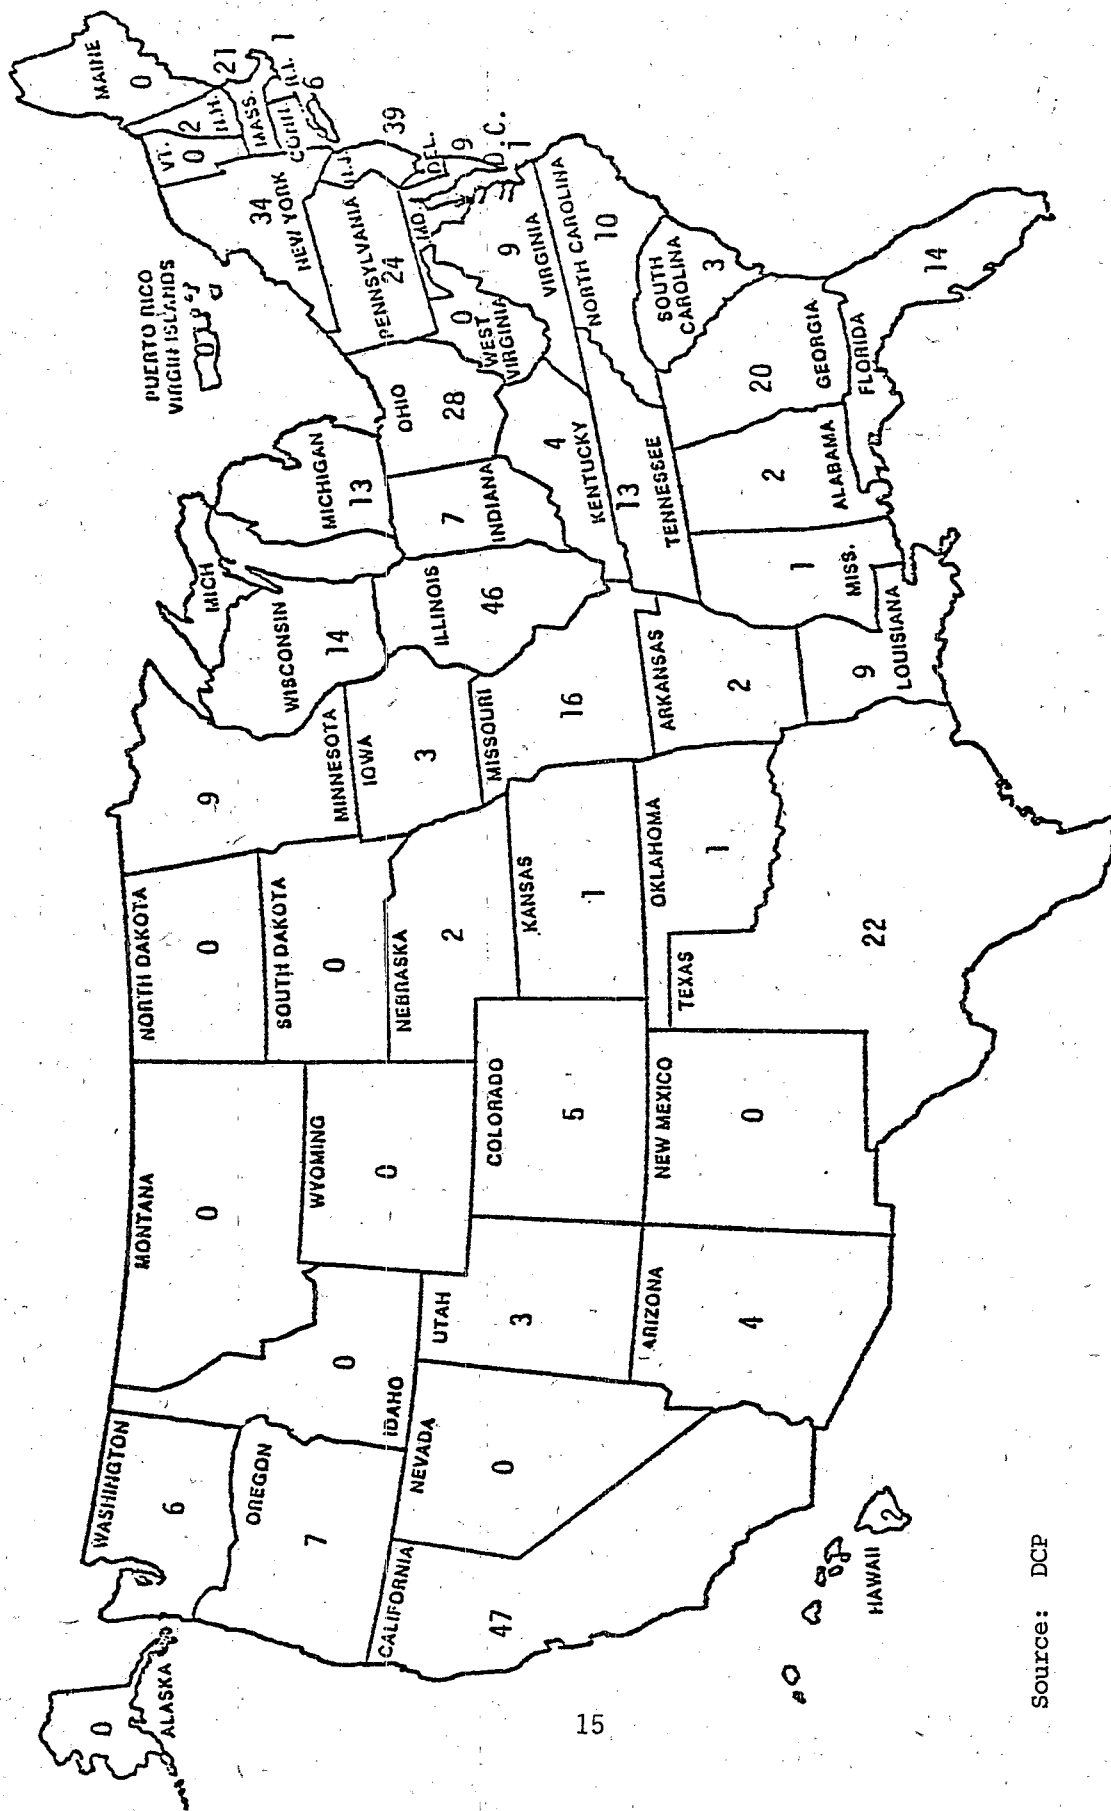 ALASKA
0
WASHINGTON
6
OREGON
7
CALIFORNIA
47
IDAHO
0
NEVADA
0
MONTANA
0
WYOMING
0
UTAH
3
ARIZONA
4
COLORADO
5
NEW MEXICO
0
NORTH DAKOTA
0
SOUTH DAKOTA
0
NEBRASKA
2
KANSAS
1
OKLAHOMA
1
TEXAS
22
MINNESOTA
9
IOWA
3
MISSOURI
16
ARKANSAS
2
LOUISIANA
9
WISCONSIN
14
MICH
MICHIGAN
13
ILLINOIS
46
INDIANA
7
OHIO
28
KENTUCKY
4
TENNESSEE
13
MISS.
1
ALABAMA
2
GEORGIA
20
FLORIDA
14
SOUTH
CAROLINA
3
NORTH CAROLINA
10
VIRGINIA
9
WEST
VIRGINIA
0
PENNSYLVANIA
24
NEW YORK
34
VT.
0
N.H.
2
MAINE
0
MASS.
21
R.I.
1
CONN.
6
N.J.
39
DEL.
9
MD.
D.C.
1
PUERTO RICO
VIRGIN ISLANDS
0
HAWAII
2
Source: DCP
15